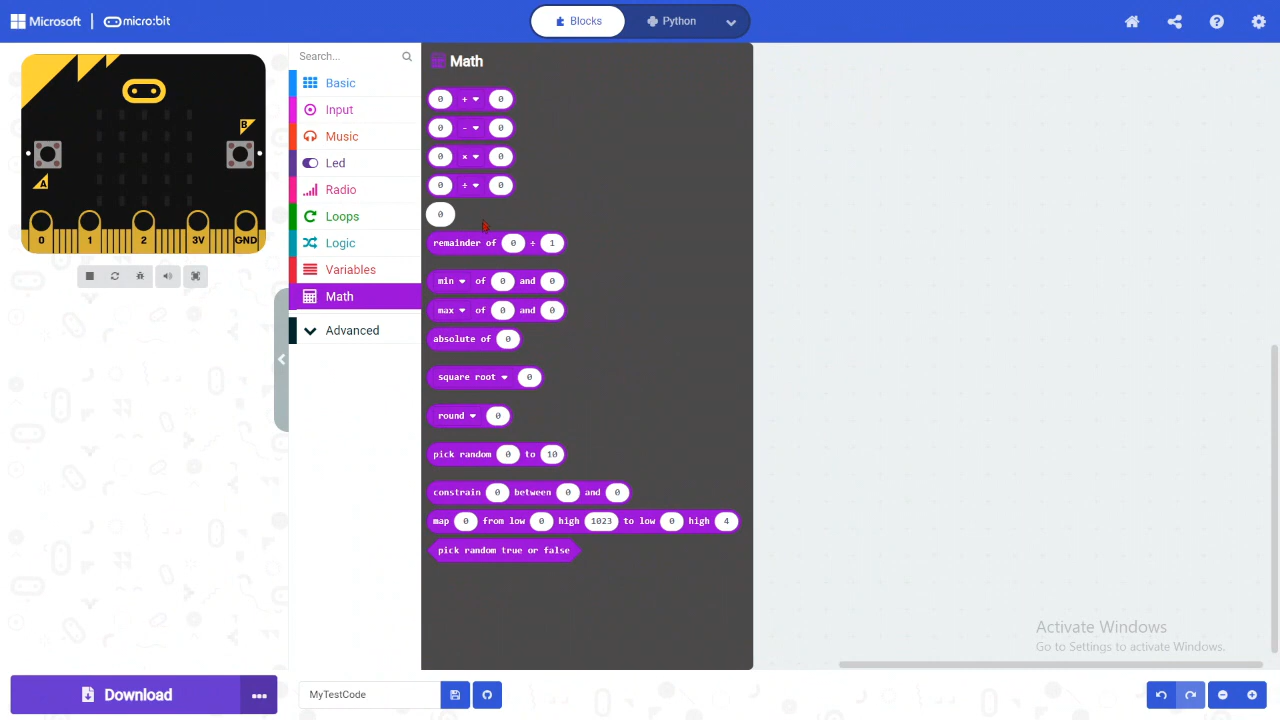 Microsoft micro:bit Blocks Python
Search...
Basic
Input
Music
Led
Radio
Loops
Logic
Variables
Math
Advanced
A
B
0 1 2 3V GND
Math
0 + 0
0 - 0
0 × 0
0 ÷ 0
0
remainder of 0 ÷ 1
min of 0 and 0
max of 0 and 0
absolute of 0
square root 0
round 0
pick random 0 to 10
constrain 0 between 0 and 0
map 0 from low 0 high 1023 to low 0 high 4
pick random true or false
Activate Windows
Go to Settings to activate Windows.
Download ... MyTestCode